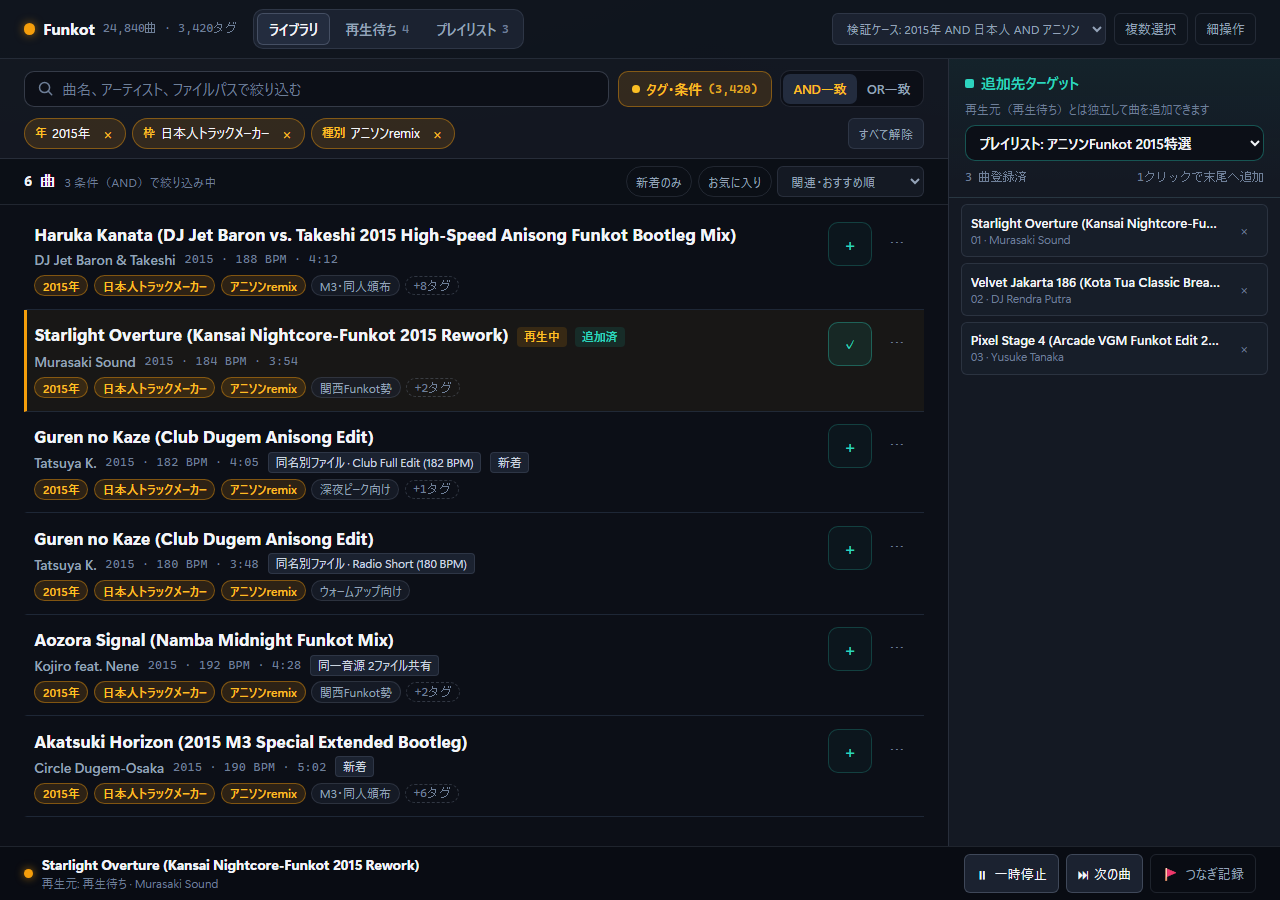 Funkot 24,840曲 · 3,420タグ ライブラリ 再生待ち 4 プレイリスト 3 検証ケース: 2015年 AND 日本人 AND アニソン 複数選択 細操作
曲名、アーティスト、ファイルパスで絞り込む タグ・条件 (3,420) AND一致 OR一致
年 2015年 × 枠 日本人トラックメーカー × 種別 アニソンremix × すべて解除
6 曲 3 条件（AND）で絞り込み中 新着のみ お気に入り 関連・おすすめ順
Haruka Kanata (DJ Jet Baron vs. Takeshi 2015 High-Speed Anisong Funkot Bootleg Mix) + ...
DJ Jet Baron & Takeshi 2015 · 188 BPM · 4:12
2015年 日本人トラックメーカー アニソンremix M3・同人頒布 +8タグ
Starlight Overture (Kansai Nightcore-Funkot 2015 Rework) 再生中 追加済 ✓ ...
Murasaki Sound 2015 · 184 BPM · 3:54
2015年 日本人トラックメーカー アニソンremix 関西Funkot勢 +2タグ
Guren no Kaze (Club Dugem Anisong Edit) + ...
Tatsuya K. 2015 · 182 BPM · 4:05 同名別ファイル · Club Full Edit (182 BPM) 新着
2015年 日本人トラックメーカー アニソンremix 深夜ピーク向け +1タグ
Guren no Kaze (Club Dugem Anisong Edit) + ...
Tatsuya K. 2015 · 180 BPM · 3:48 同名別ファイル · Radio Short (180 BPM)
2015年 日本人トラックメーカー アニソンremix ウォームアップ向け
Aozora Signal (Namba Midnight Funkot Mix) + ...
Kojiro feat. Nene 2015 · 192 BPM · 4:28 同一音源 2ファイル共有
2015年 日本人トラックメーカー アニソンremix 関西Funkot勢 +2タグ
Akatsuki Horizon (2015 M3 Special Extended Bootleg) + ...
Circle Dugem-Osaka 2015 · 190 BPM · 5:02 新着
2015年 日本人トラックメーカー アニソンremix M3・同人頒布 +6タグ
追加先ターゲット
再生元（再生待ち）とは独立して曲を追加できます
プレイリスト: アニソンFunkot 2015特選
3 曲登録済 1クリックで末尾へ追加
Starlight Overture (Kansai Nightcore-Fu... ×
01 · Murasaki Sound
Velvet Jakarta 186 (Kota Tua Classic Brea... ×
02 · DJ Rendra Putra
Pixel Stage 4 (Arcade VGM Funkot Edit 2... ×
03 · Yusuke Tanaka
Starlight Overture (Kansai Nightcore-Funkot 2015 Rework)
再生元: 再生待ち · Murasaki Sound
⏸ 一時停止 ⏭ 次の曲 🚩 つなぎ記録